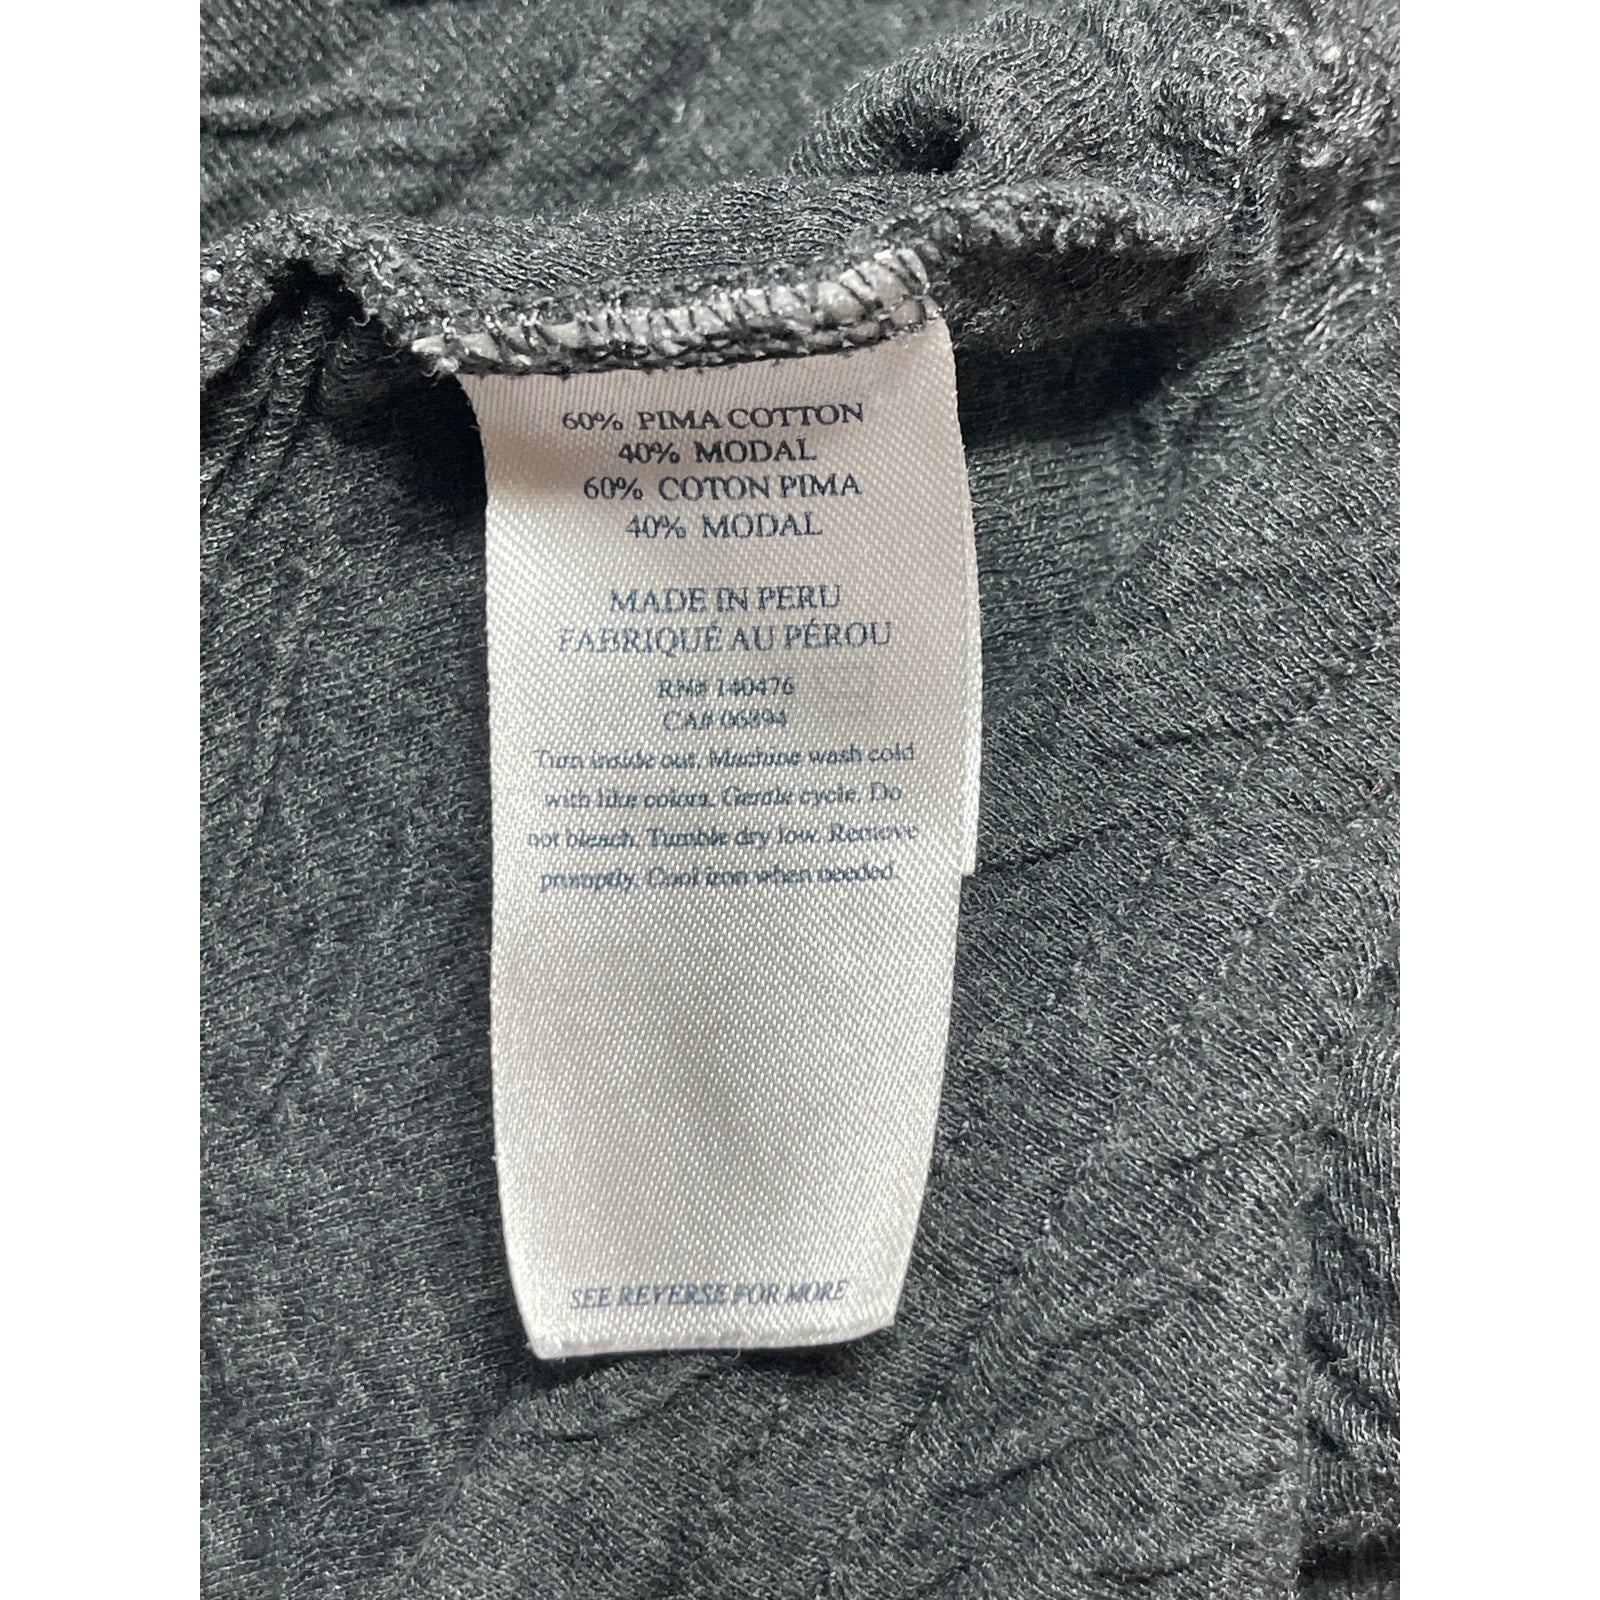 60% PIMA COTTON
40% MODAL
60% COTON PIMA
40% MODAL
MADE IN PERU
FABRIQUÉ AU PÉROU
RN# 140476
CA# 06894
Turn inside out. Machine wash cold
with like colors. Gentle cycle. Do
not bleach. Tumble dry low. Remove
promptly. Cool iron when needed.
SEE REVERSE FOR MORE